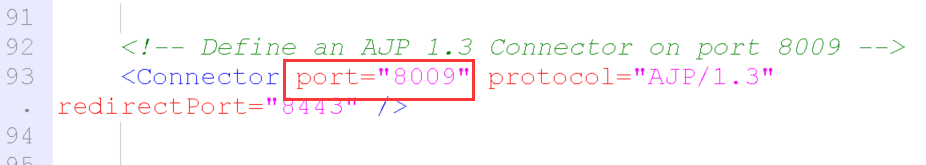 91
92 <!-- Define an AJP 1.3 Connector on port 8009 -->
93 <Connector port="8009" protocol="AJP/1.3"
. redirectPort="8443" />
94
95